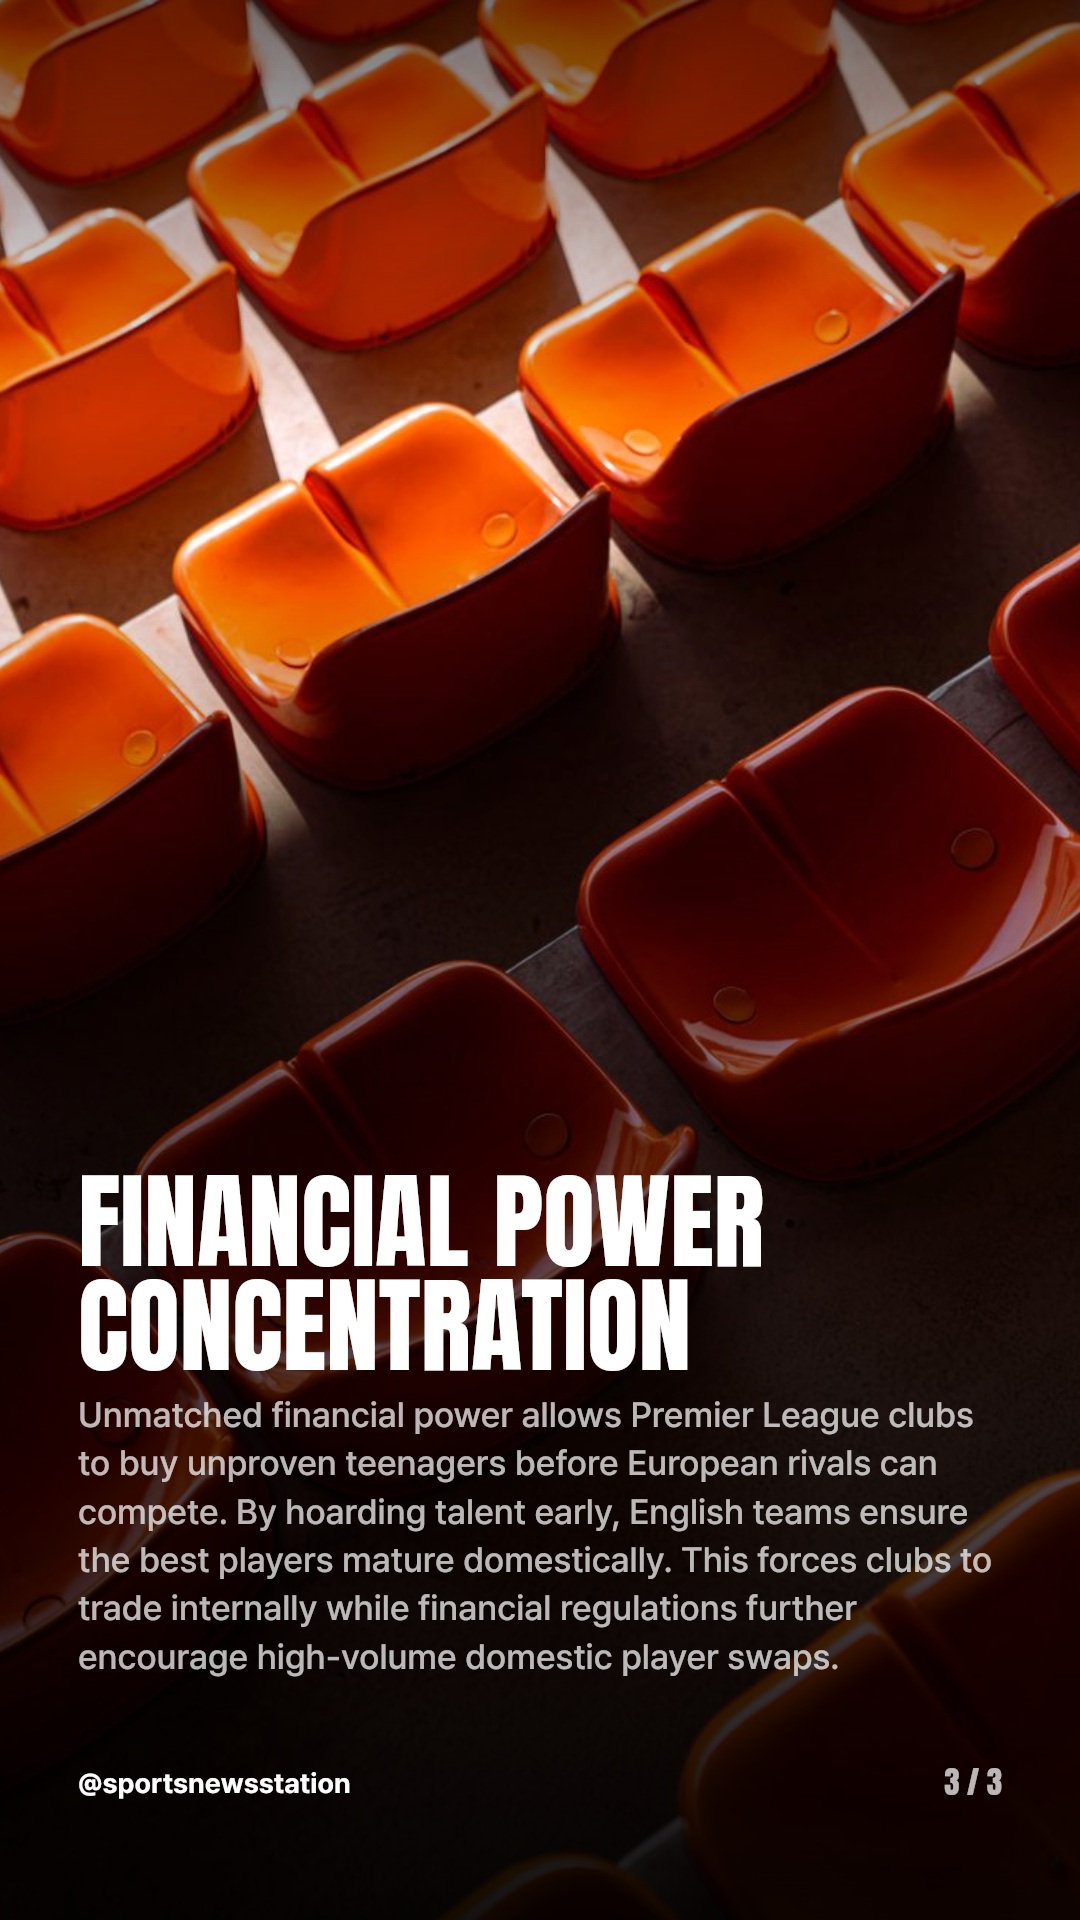 FINANCIAL POWER
CONCENTRATION
Unmatched financial power allows Premier League clubs
to buy unproven teenagers before European rivals can
compete. By hoarding talent early, English teams ensure
the best players mature domestically. This forces clubs to
trade internally while financial regulations further
encourage high-volume domestic player swaps.
@sportsnewsstation
3 / 3